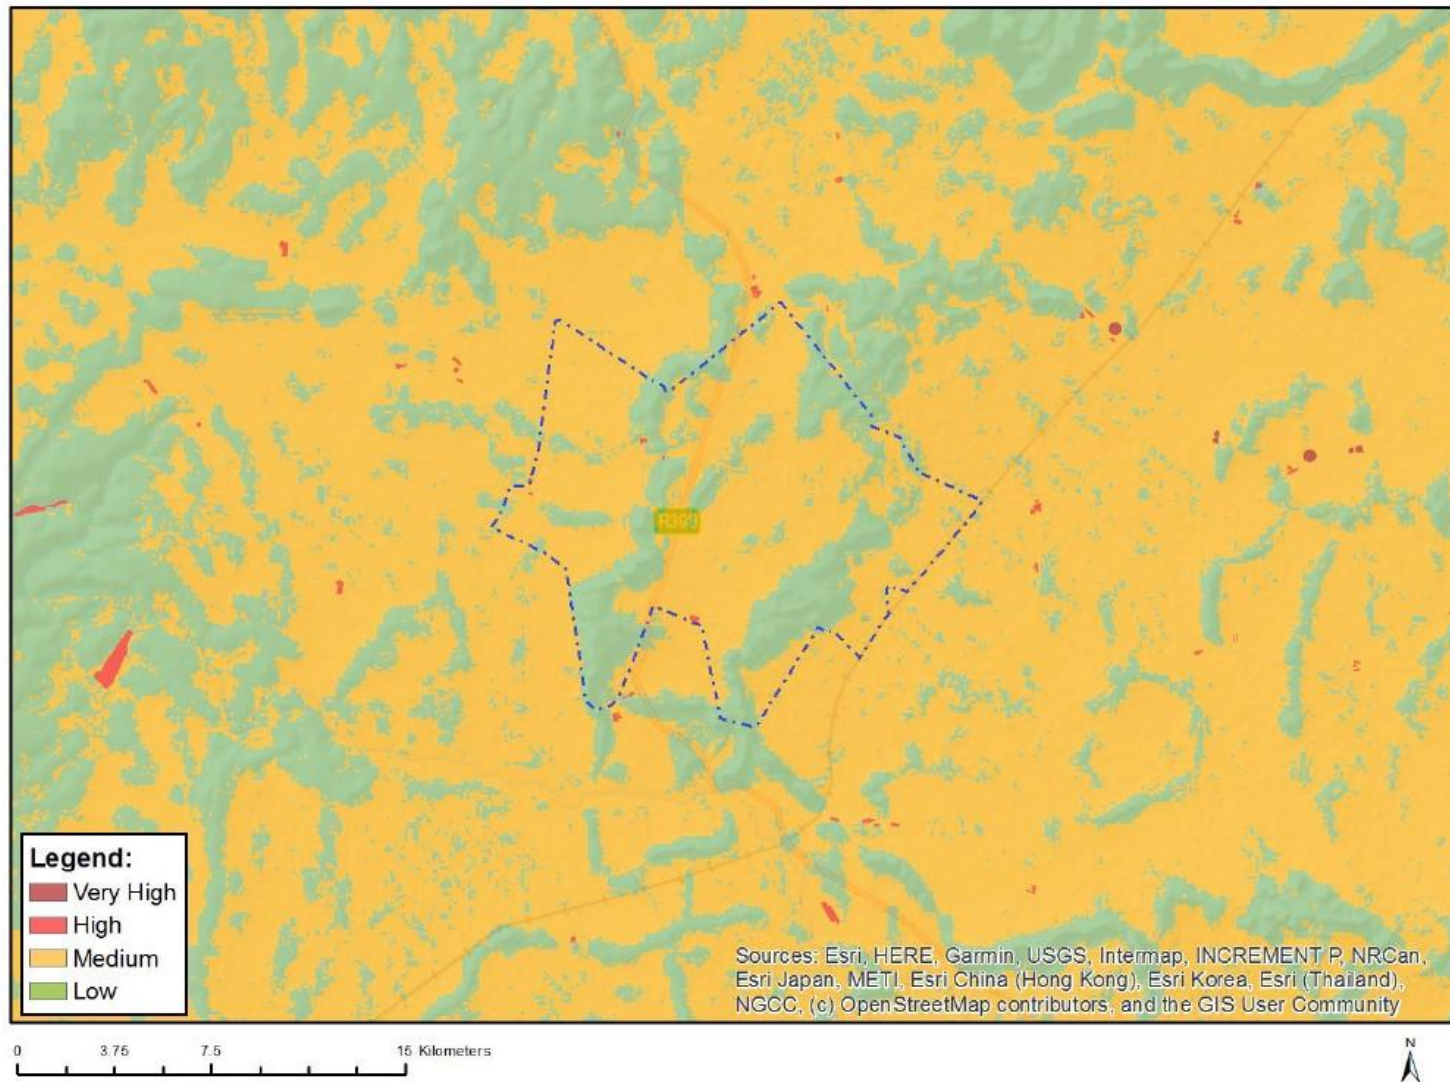 R399
Legend:
Very High
High
Medium
Low
Sources: Esri, HERE, Garmin, USGS, Intermap, INCREMENT P, NRCan,
Esri Japan, METI, Esri China (Hong Kong), Esri Korea, Esri (Thailand),
NGCC, (c) OpenStreetMap contributors, and the GIS User Community
0 3.75 7.5 15 Kilometers
N